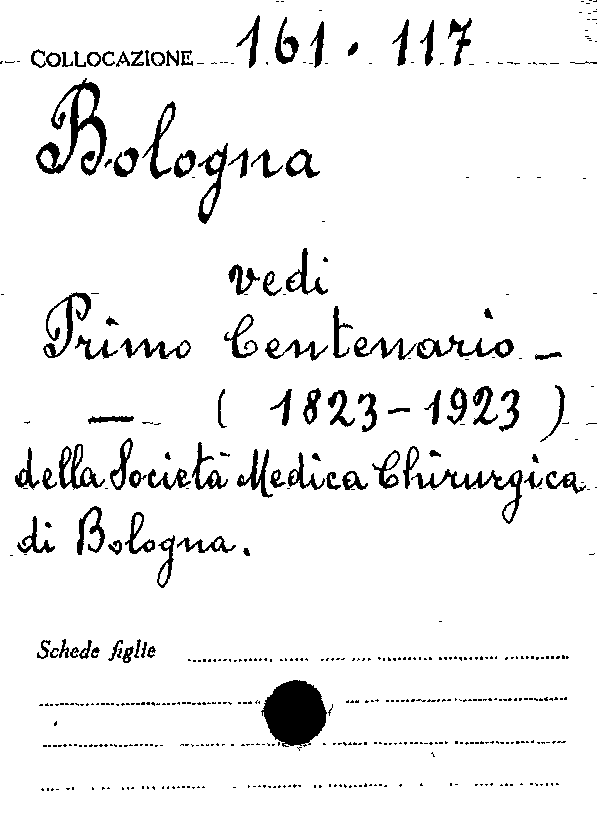 COLLOCAZIONE 161. 117
Bologna
vedi
Primo Centenario -
- ( 1823-1923 )
della Società Medica Chirurgica
di Bologna.
Schede figlie